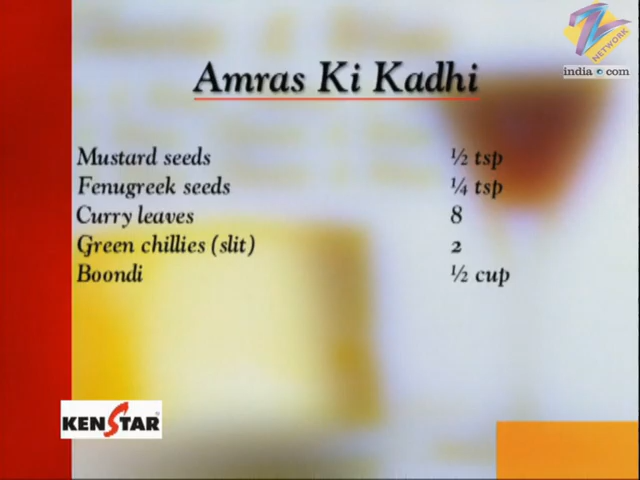 Z
NETWORK
india.com
Amras Ki Kadhi
Mustard seeds ½ tsp
Fenugreek seeds ¼ tsp
Curry leaves 8
Green chillies (slit) 2
Boondi ½ cup
KENSTAR